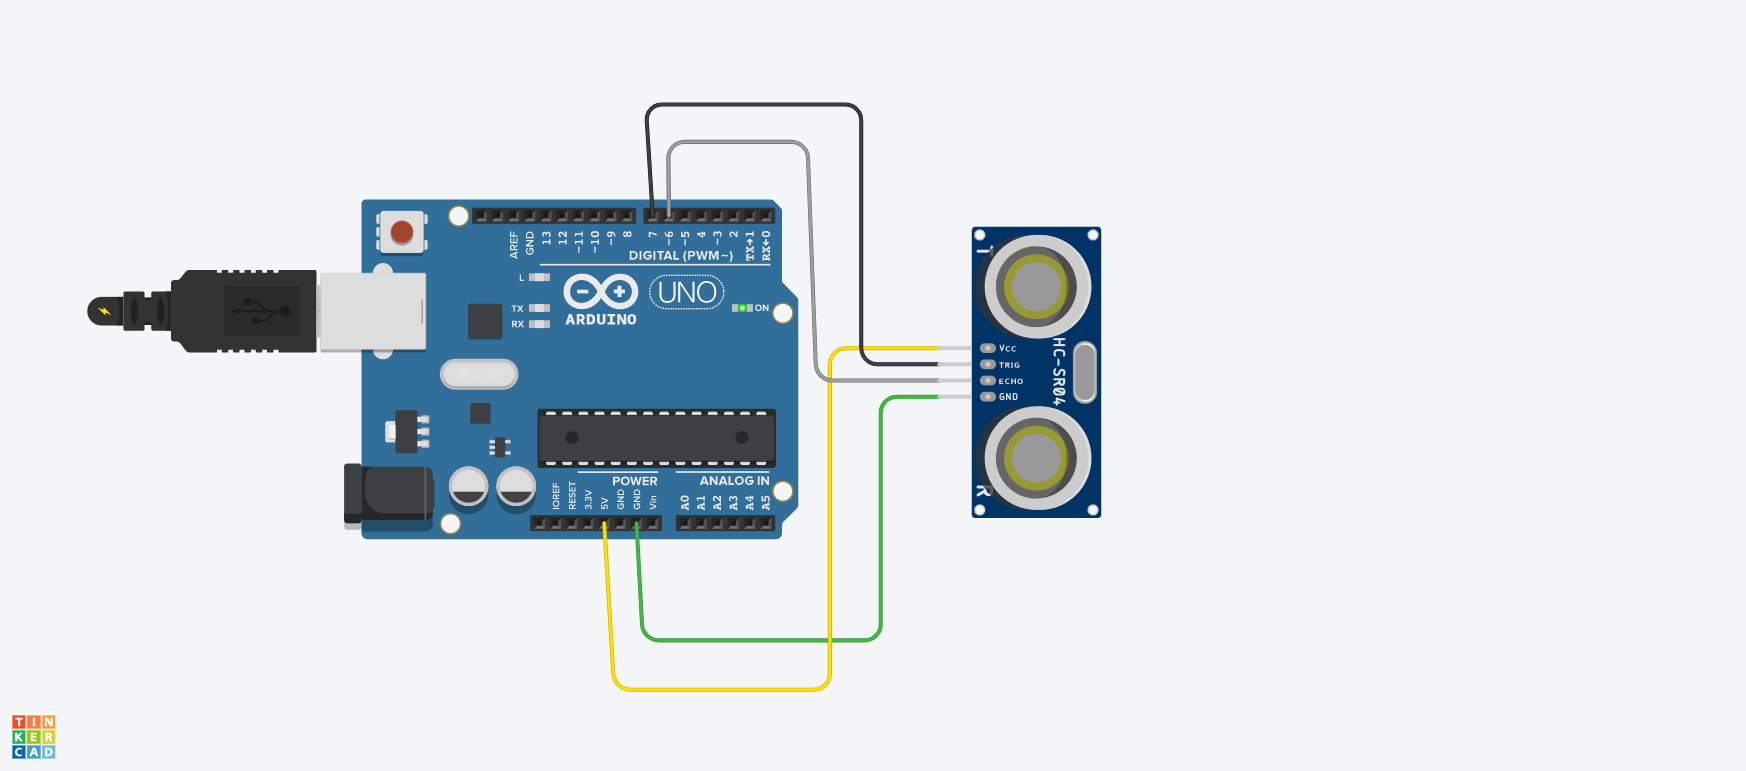 AREF
GND
13
12
~11
~10
~9
8
7
~6
~5
4
~3
2
TX→1
RX←0
DIGITAL (PWM~)
L
TX
RX
ARDUINO
UNO
ON
IOREF
RESET
3.3V
5V
GND
GND
Vin
POWER
ANALOG IN
A0
A1
A2
A3
A4
A5
T
Vcc
TRIG
ECHO
GND
HC-SR04
R
TIN
KER
CAD